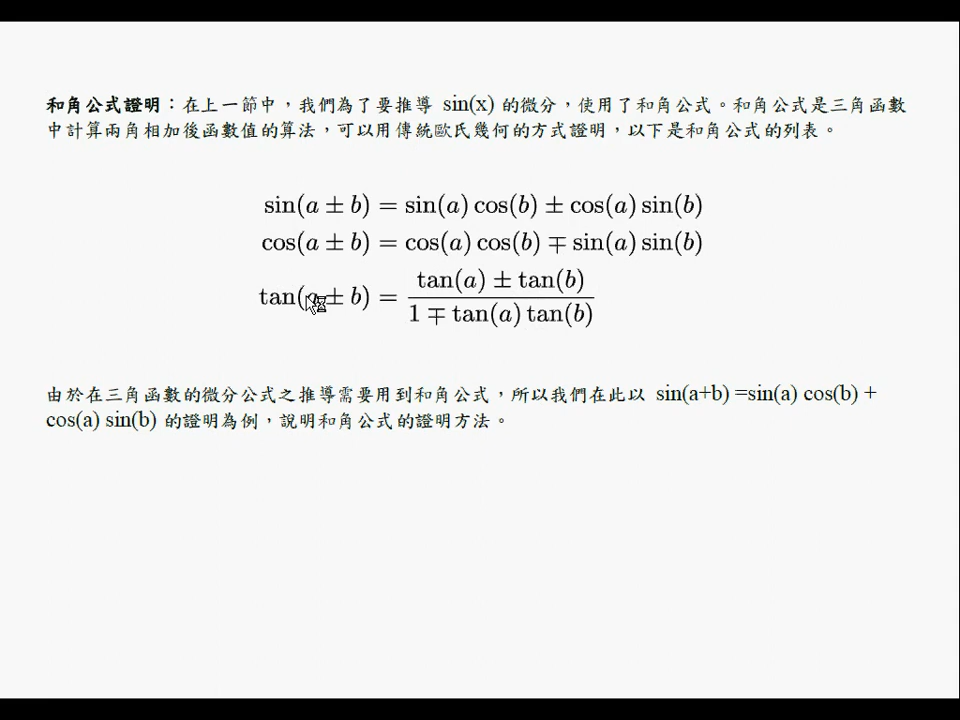 和角公式證明：在上一節中，我們為了要推導 sin(x) 的微分，使用了和角公式。和角公式是三角函數
中計算兩角相加後函數值的算法，可以用傳統歐氏幾何的方式證明，以下是和角公式的列表。
sin(a ± b) = sin(a) cos(b) ± cos(a) sin(b)
cos(a ± b) = cos(a) cos(b) ∓ sin(a) sin(b)
tan(a ± b) = \frac{tan(a) ± tan(b)}{1 ∓ tan(a) tan(b)}
由於在三角函數的微分公式之推導需要用到和角公式，所以我們在此以 sin(a+b) =sin(a) cos(b) +
cos(a) sin(b) 的證明為例，說明和角公式的證明方法。